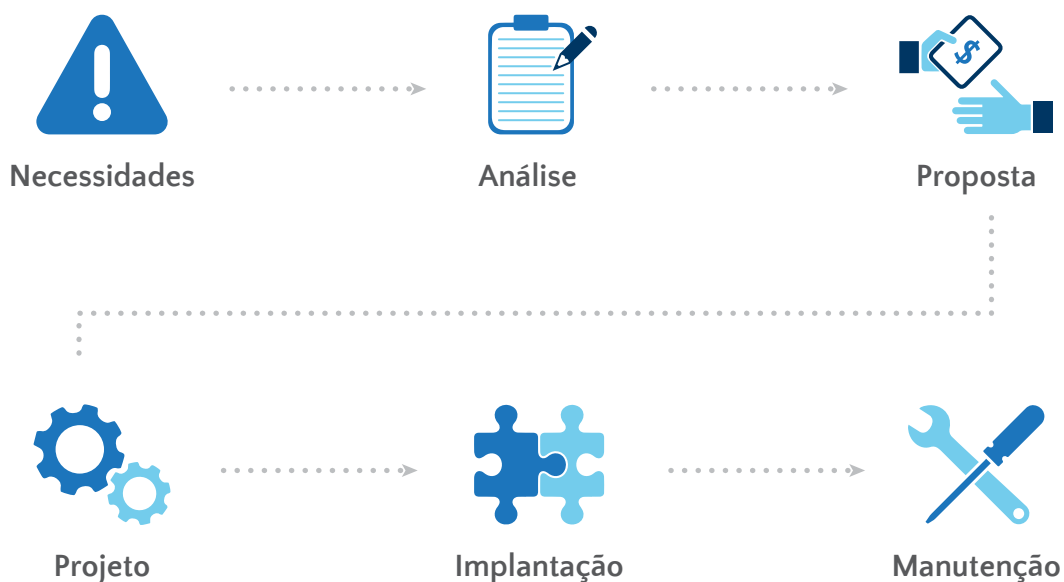 Necessidades
Análise
$
Proposta
Projeto
Implantação
Manutenção